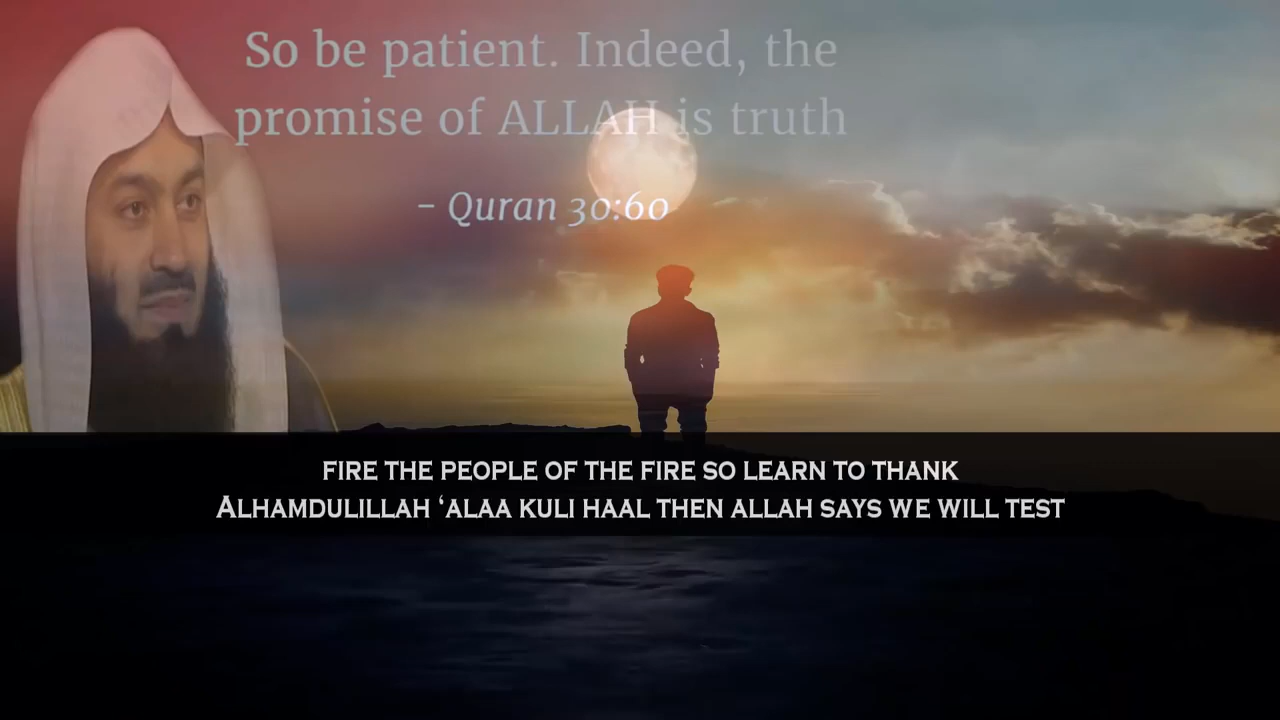 So be patient. Indeed, the
promise of ALLAH is truth
- Quran 30:60
FIRE THE PEOPLE OF THE FIRE SO LEARN TO THANK
ALHAMDULILLAH ‘ALAA KULI HAAL THEN ALLAH SAYS WE WILL TEST